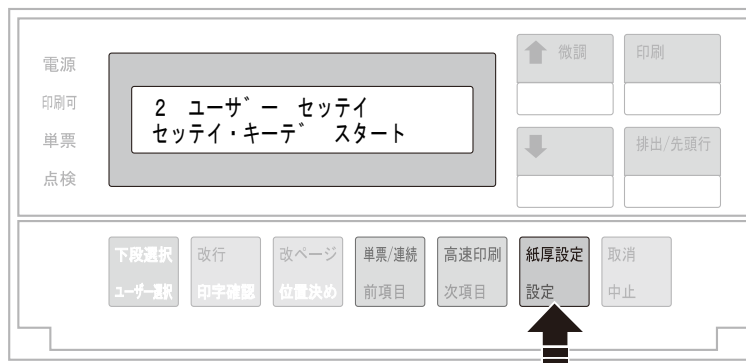 電源
印刷可
単票
点検
2 ユーザー セッテイ
セッテイ・キーデ スタート
微調
印刷
排出/先頭行
下段選択
ユーザー選択
改行
印字確認
改ページ
位置決め
単票/連続
前項目
高速印刷
次項目
紙厚設定
設定
取消
中止